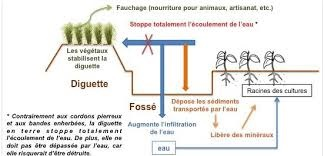 Fauchage (nourriture pour animaux, artisanat, etc.)
Stoppe totalement l'écoulement de l'eau *
Les végétaux
stabilisent la
diguette
Diguette
Fossé
Racines des cultures
Dépose les sédiments
transportés par l'eau
Augmente l'infiltration
de l'eau
Libère des minéraux
eau
* Contrairement aux cordons pierreux
et aux bandes enherbées, la diguette
en terre stoppe totalement
l'écoulement de l'eau. De plus, elle ne
doit pas être dépassée par l'eau, car
elle risquerait d'être détruite.